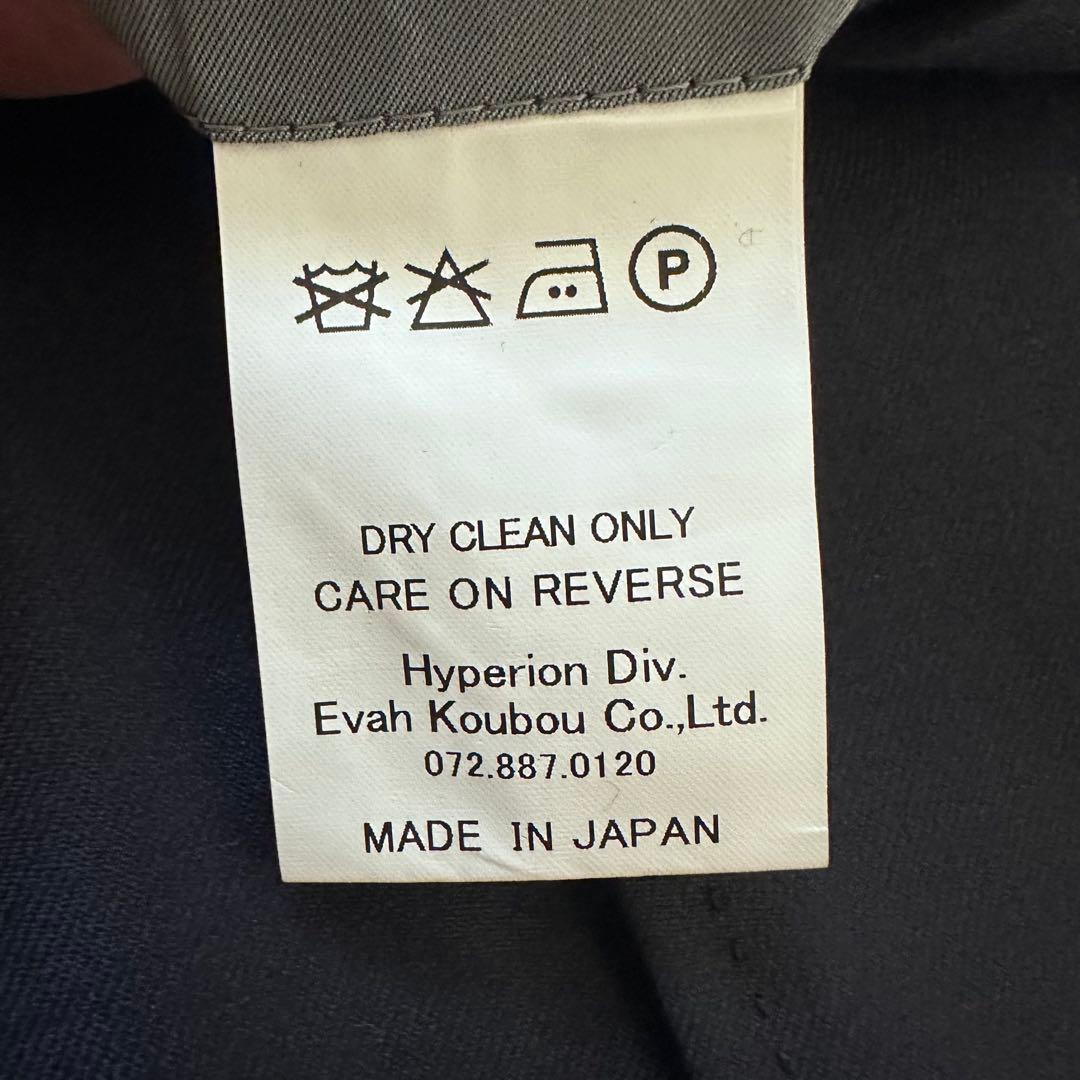 P
DRY CLEAN ONLY
CARE ON REVERSE
Hyperion Div.
Evah Koubou Co.,Ltd.
072.887.0120
MADE IN JAPAN